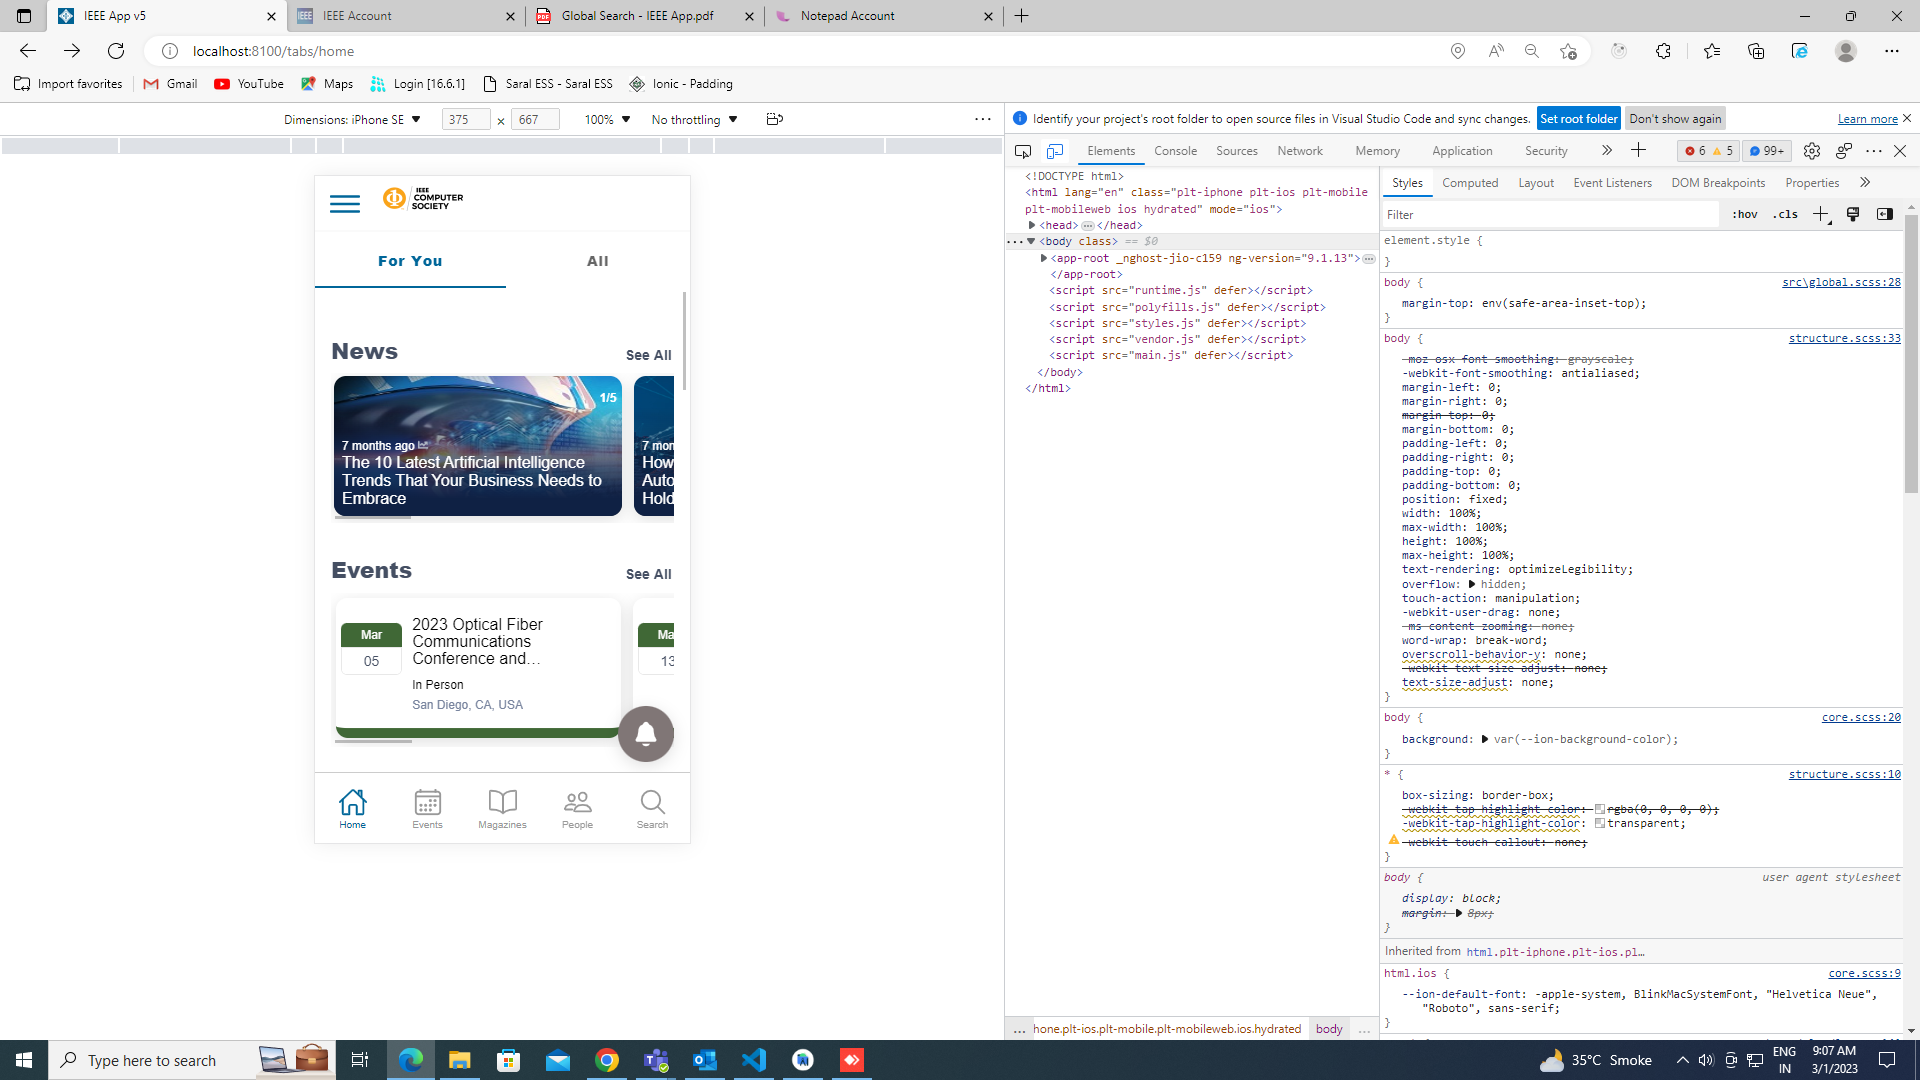 IEEE App v5
IEEE Account
Global Search - IEEE App.pdf
Notepad Account
localhost:8100/tabs/home
Import favorites
Gmail
YouTube
Maps
Login [16.6.1]
Saral ESS - Saral ESS
Ionic - Padding
Dimensions: iPhone SE
375 × 667
100%
No throttling
IEEE
COMPUTER
SOCIETY
For You
All
News
See All
1/5
7 months ago
The 10 Latest Artificial Intelligence
Trends That Your Business Needs to
Embrace
7 mon
How
Auto
Hold
Events
See All
Mar
05
2023 Optical Fiber
Communications
Conference and…
In Person
San Diego, CA, USA
Ma
13
Home
Events
Magazines
People
Search
Identify your project's root folder to open source files in Visual Studio Code and sync changes.
Set root folder
Don't show again
Learn more
Elements
Console
Sources
Network
Memory
Application
Security
6
5
99+
<!DOCTYPE html>
<html lang="en" class="plt-iphone plt-ios plt-mobile
plt-mobileweb ios hydrated" mode="ios">
<head> … </head>
<body class> == $0
<app-root _nghost-jio-c159 ng-version="9.1.13"> …
</app-root>
<script src="runtime.js" defer></script>
<script src="polyfills.js" defer></script>
<script src="styles.js" defer></script>
<script src="vendor.js" defer></script>
<script src="main.js" defer></script>
</body>
</html>
… hone.plt-ios.plt-mobile.plt-mobileweb.ios.hydrated
body
…
Styles
Computed
Layout
Event Listeners
DOM Breakpoints
Properties
Filter
:hov
.cls
element.style {
}
body {
src\global.scss:28
margin-top: env(safe-area-inset-top);
}
body {
structure.scss:33
-moz-osx-font-smoothing: grayscale;
-webkit-font-smoothing: antialiased;
margin-left: 0;
margin-right: 0;
margin-top: 0;
margin-bottom: 0;
padding-left: 0;
padding-right: 0;
padding-top: 0;
padding-bottom: 0;
position: fixed;
width: 100%;
max-width: 100%;
height: 100%;
max-height: 100%;
text-rendering: optimizeLegibility;
overflow: hidden;
touch-action: manipulation;
-webkit-user-drag: none;
-ms-content-zooming: none;
word-wrap: break-word;
overscroll-behavior-y: none;
-webkit-text-size-adjust: none;
text-size-adjust: none;
}
body {
core.scss:20
background: var(--ion-background-color);
}
* {
structure.scss:10
box-sizing: border-box;
-webkit-tap-highlight-color: rgba(0, 0, 0, 0);
-webkit-tap-highlight-color: transparent;
-webkit-touch-callout: none;
}
body {
user agent stylesheet
display: block;
margin: 8px;
}
Inherited from html.plt-iphone.plt-ios.pl…
html.ios {
core.scss:9
--ion-default-font: -apple-system, BlinkMacSystemFont, "Helvetica Neue",
"Roboto", sans-serif;
}
Type here to search
35°C Smoke
ENG
IN
9:07 AM
3/1/2023